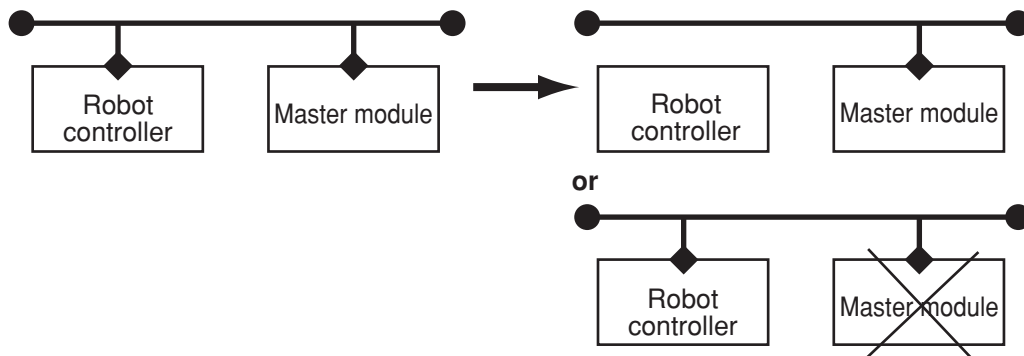 Robot
controller
Master module
Robot
controller
Master module
or
Robot
controller
Master module